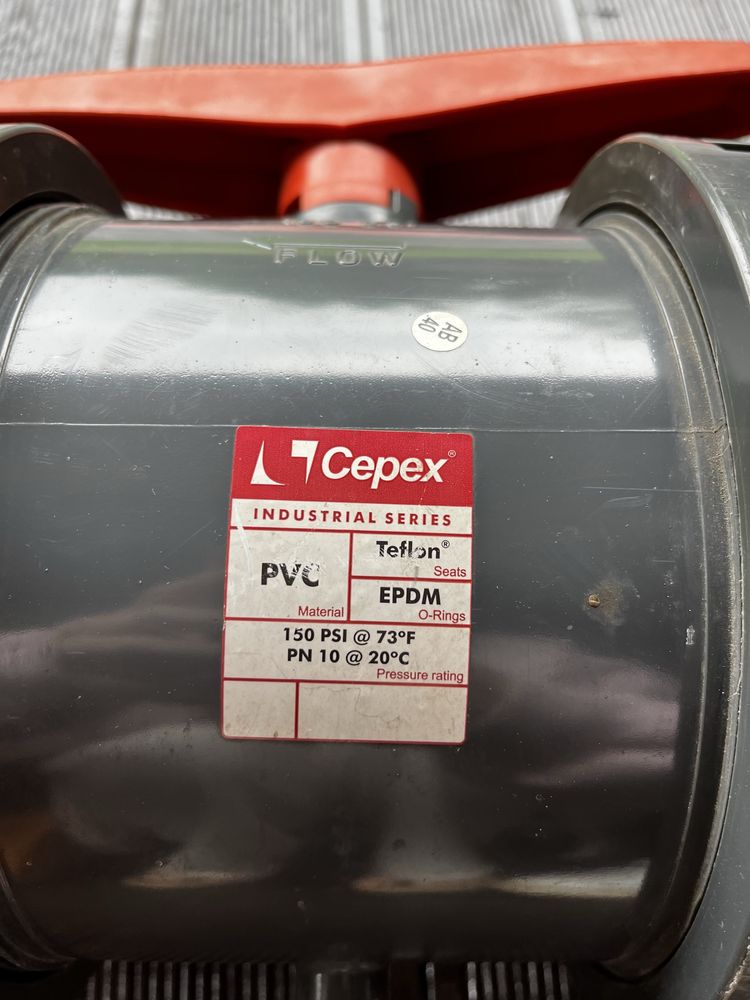 FLOW
AB
40
Cepex®
INDUSTRIAL SERIES
PVC
Material
Teflon®
Seats
EPDM
O-Rings
150 PSI @ 73°F
PN 10 @ 20°C
Pressure rating